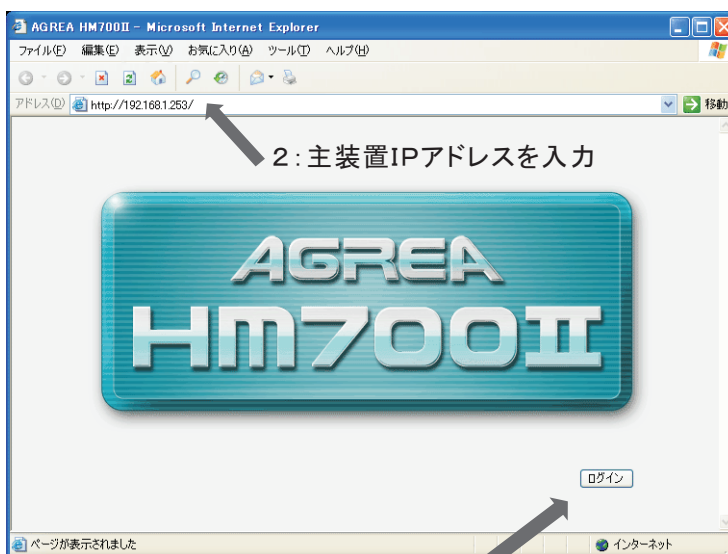 AGREA HM700II - Microsoft Internet Explorer
ファイル(F) 編集(E) 表示(V) お気に入り(A) ツール(T) ヘルプ(H)
アドレス(D) http://192.168.1.253/ 移動
2：主装置IPアドレスを入力
AGREA
HM700II
ログイン
ページが表示されました インターネット